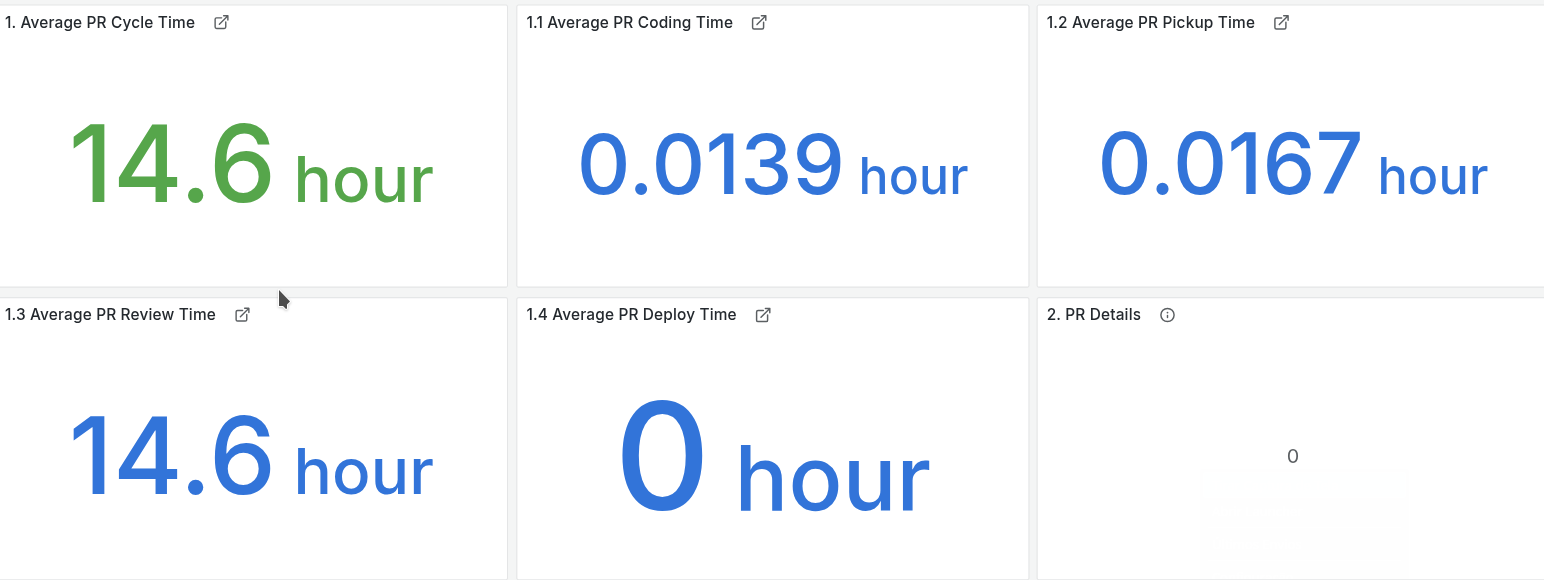 1. Average PR Cycle Time
14.6 hour
1.1 Average PR Coding Time
0.0139 hour
1.2 Average PR Pickup Time
0.0167 hour
1.3 Average PR Review Time
14.6 hour
1.4 Average PR Deploy Time
0 hour
2. PR Details
0